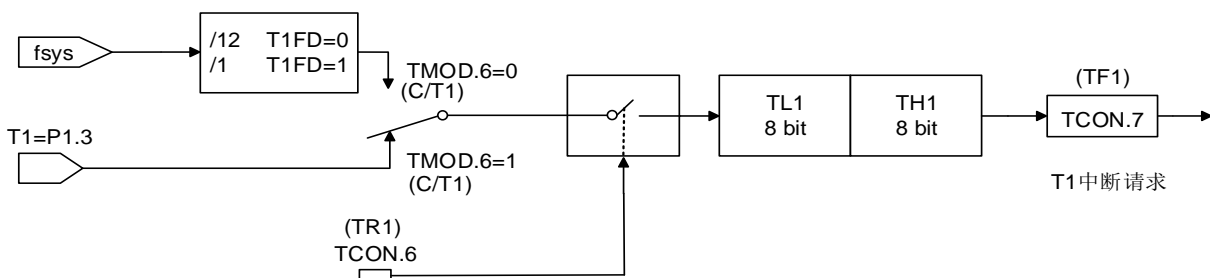 fsys
/12 T1FD=0
/1 T1FD=1
TMOD.6=0
(C/T1)
T1=P1.3
TMOD.6=1
(C/T1)
(TR1)
TCON.6
TL1
8 bit
TH1
8 bit
(TF1)
TCON.7
T1中断请求